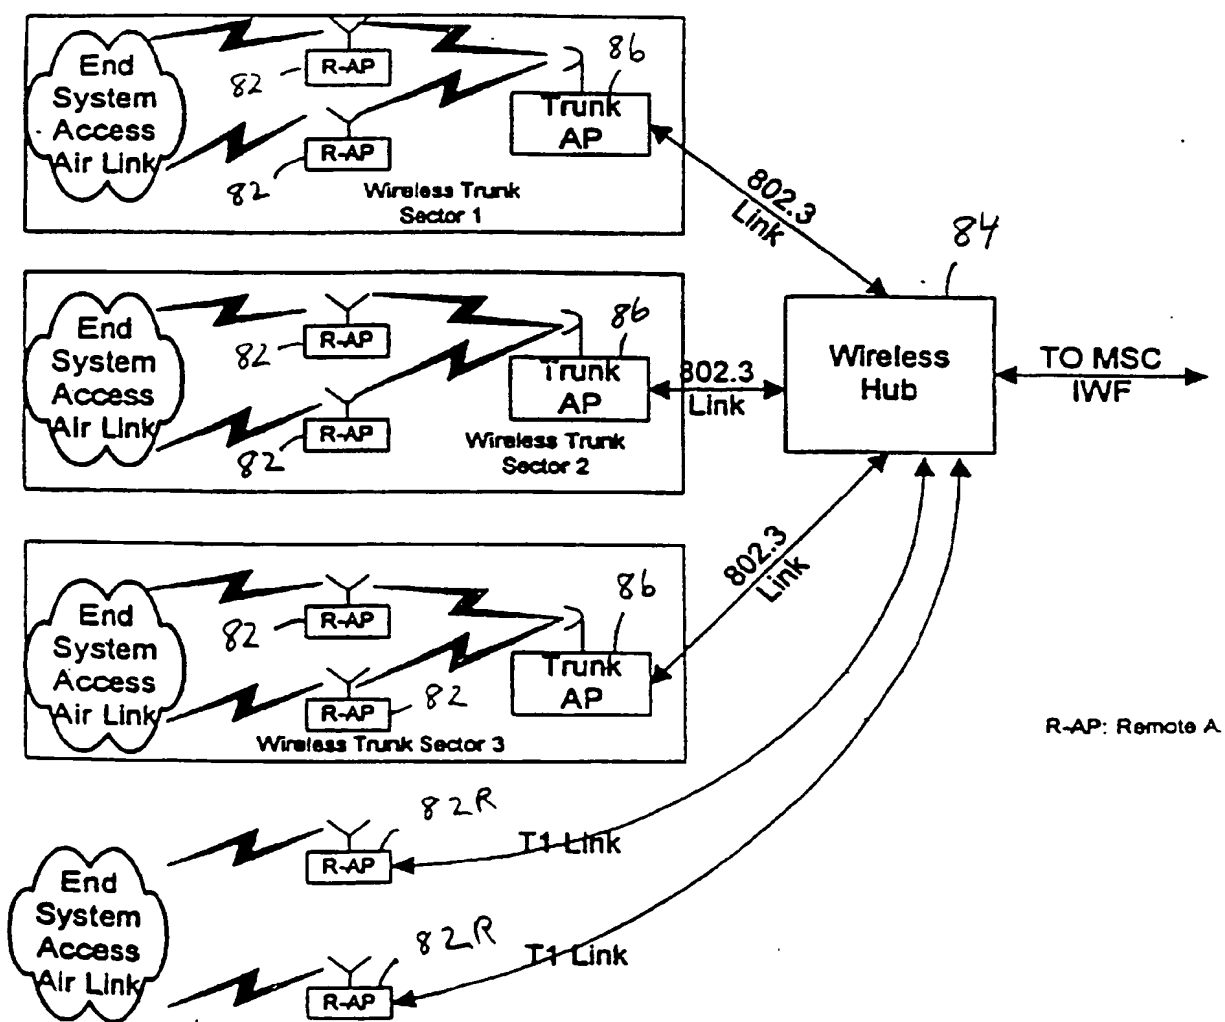 End
System
Access
Air Link
82
R-AP
82
R-AP
86
Trunk
AP
Wireless Trunk
Sector 1
802.3
Link
84
End
System
Access
Air Link
82
R-AP
82
R-AP
86
Trunk
AP
Wireless Trunk
Sector 2
802.3
Link
Wireless
Hub
TO MSC
IWF
End
System
Access
Air Link
82
R-AP
82
R-AP
86
Trunk
AP
Wireless Trunk Sector 3
802.3
Link
R-AP: Remote A
End
System
Access
Air Link
82R
R-AP
T1 Link
82R
R-AP
T1 Link